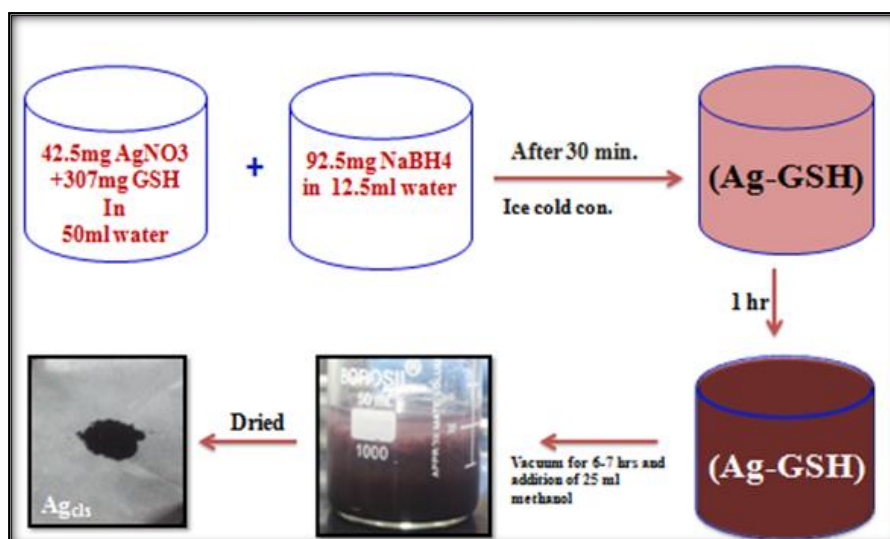 42.5mg AgNO3
+307mg GSH
In
50ml water
+
92.5mg NaBH4
in 12.5ml water
After 30 min.
Ice cold con.
(Ag-GSH)
1 hr
(Ag-GSH)
Vacuum for 6-7 hrs and
addition of 25 ml
methanol
BOROSIL®
50 mL
1000
Dried
Agcls